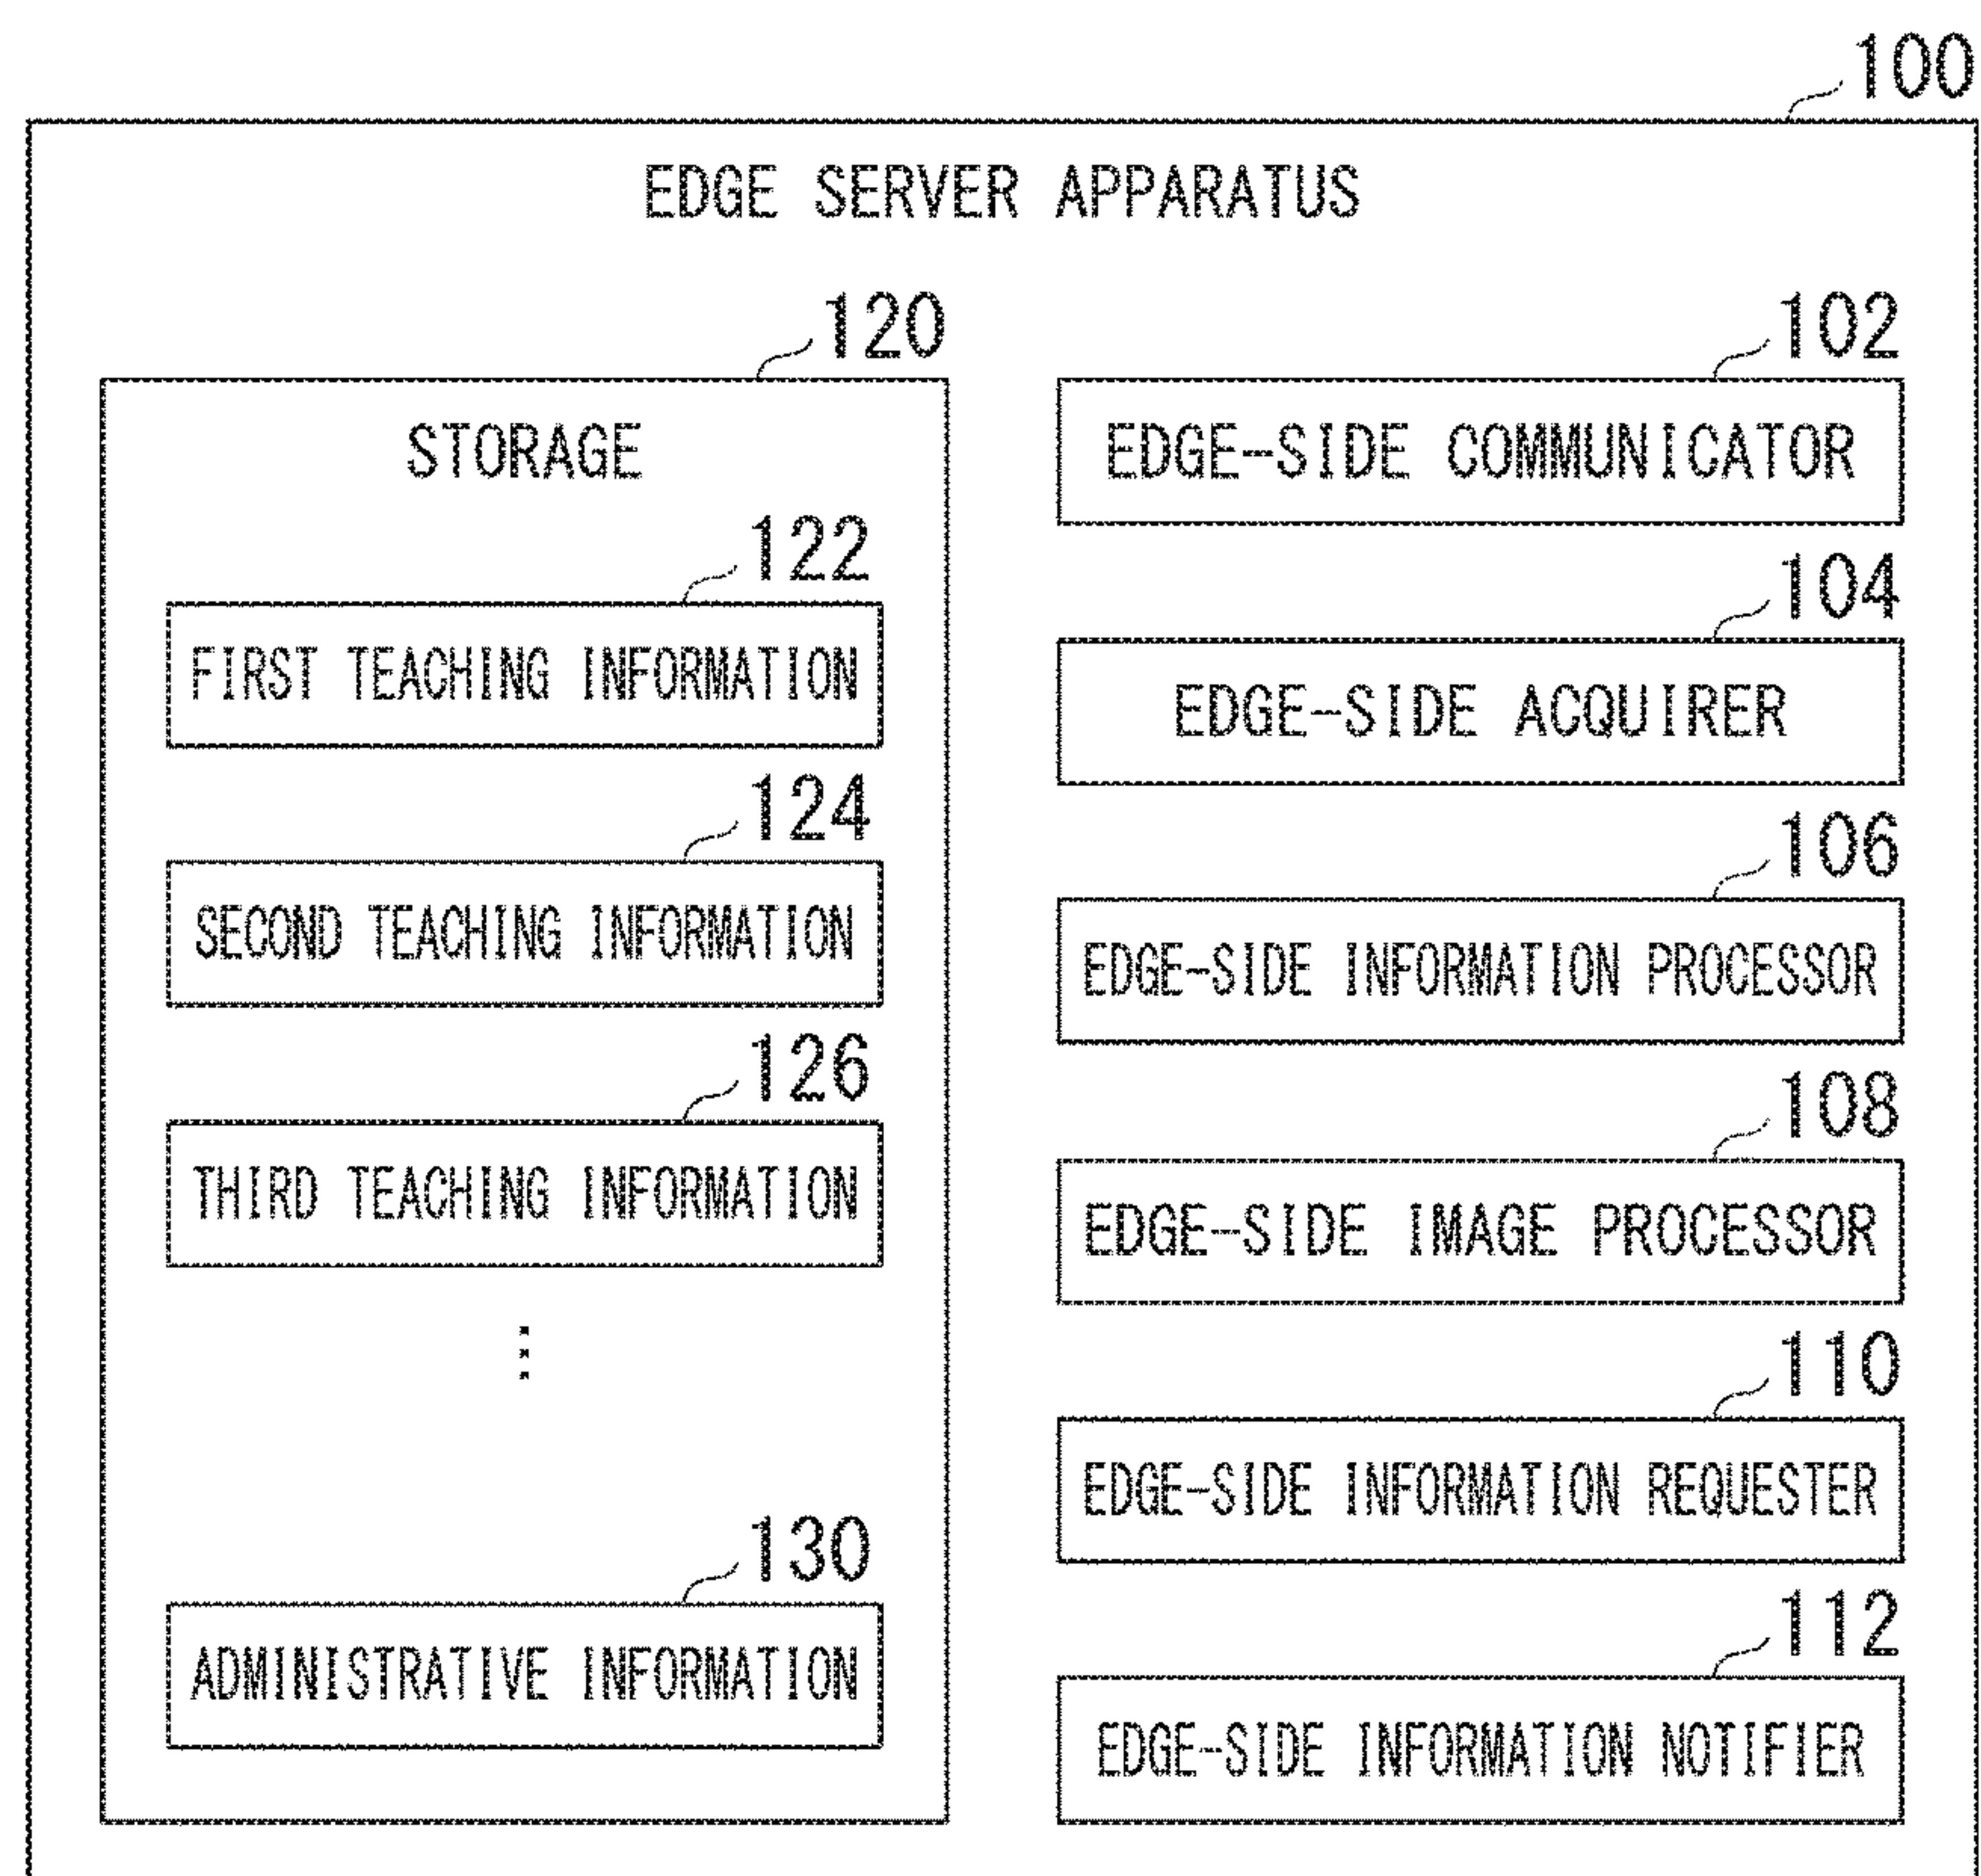 100
EDGE SERVER APPARATUS
120
STORAGE
122
FIRST TEACHING INFORMATION
124
SECOND TEACHING INFORMATION
126
THIRD TEACHING INFORMATION
⋮
130
ADMINISTRATIVE INFORMATION
102
EDGE-SIDE COMMUNICATOR
104
EDGE-SIDE ACQUIRER
106
EDGE-SIDE INFORMATION PROCESSOR
108
EDGE-SIDE IMAGE PROCESSOR
110
EDGE-SIDE INFORMATION REQUESTER
112
EDGE-SIDE INFORMATION NOTIFIER